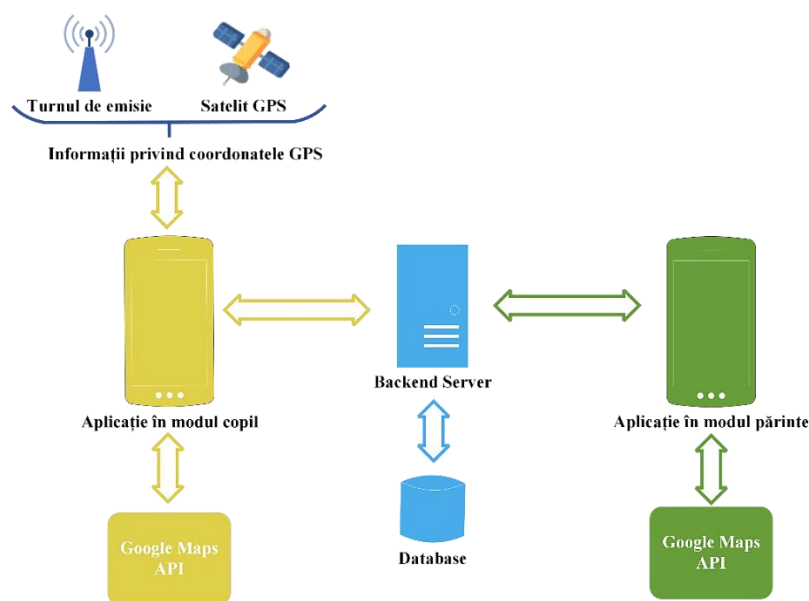 Turnul de emisie
Satelit GPS
Informații privind coordonatele GPS
Backend Server
Aplicație în modul copil
Aplicație în modul părinte
Google Maps
API
Database
Google Maps
API